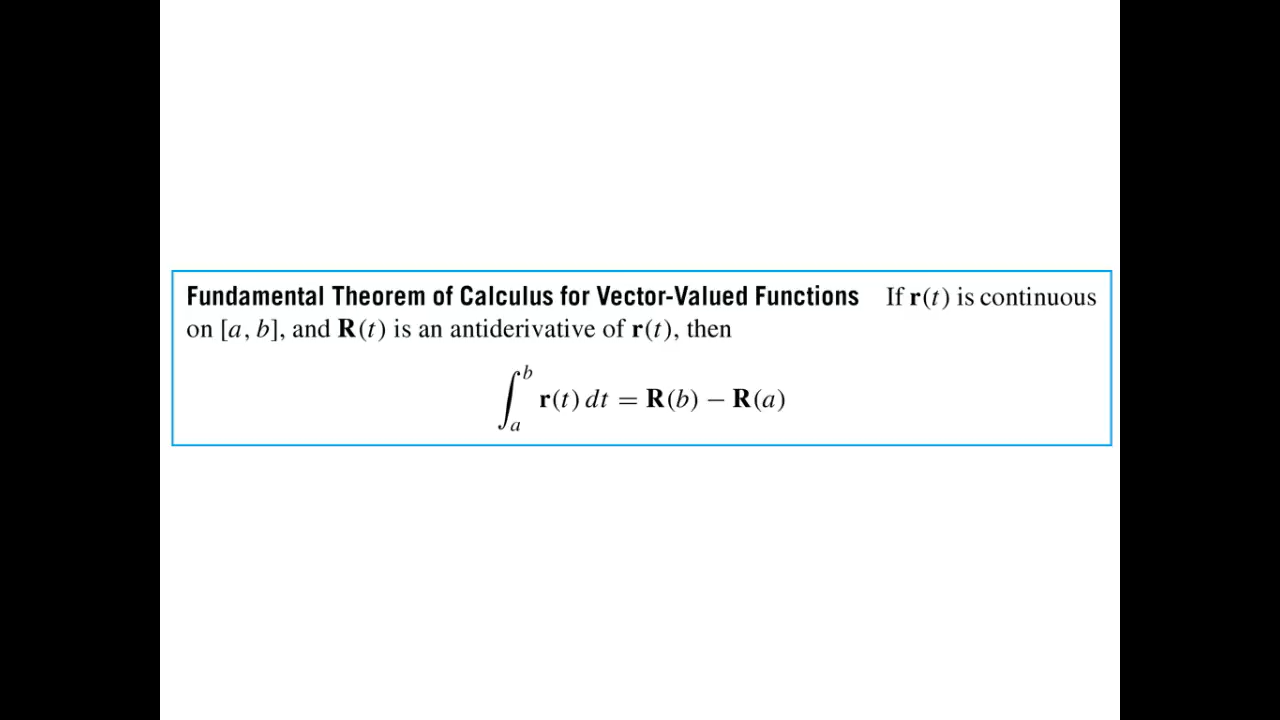 Fundamental Theorem of Calculus for Vector-Valued Functions If r(t) is continuous
on [a, b], and R(t) is an antiderivative of r(t), then
∫_a^b r(t) dt = R(b) − R(a)